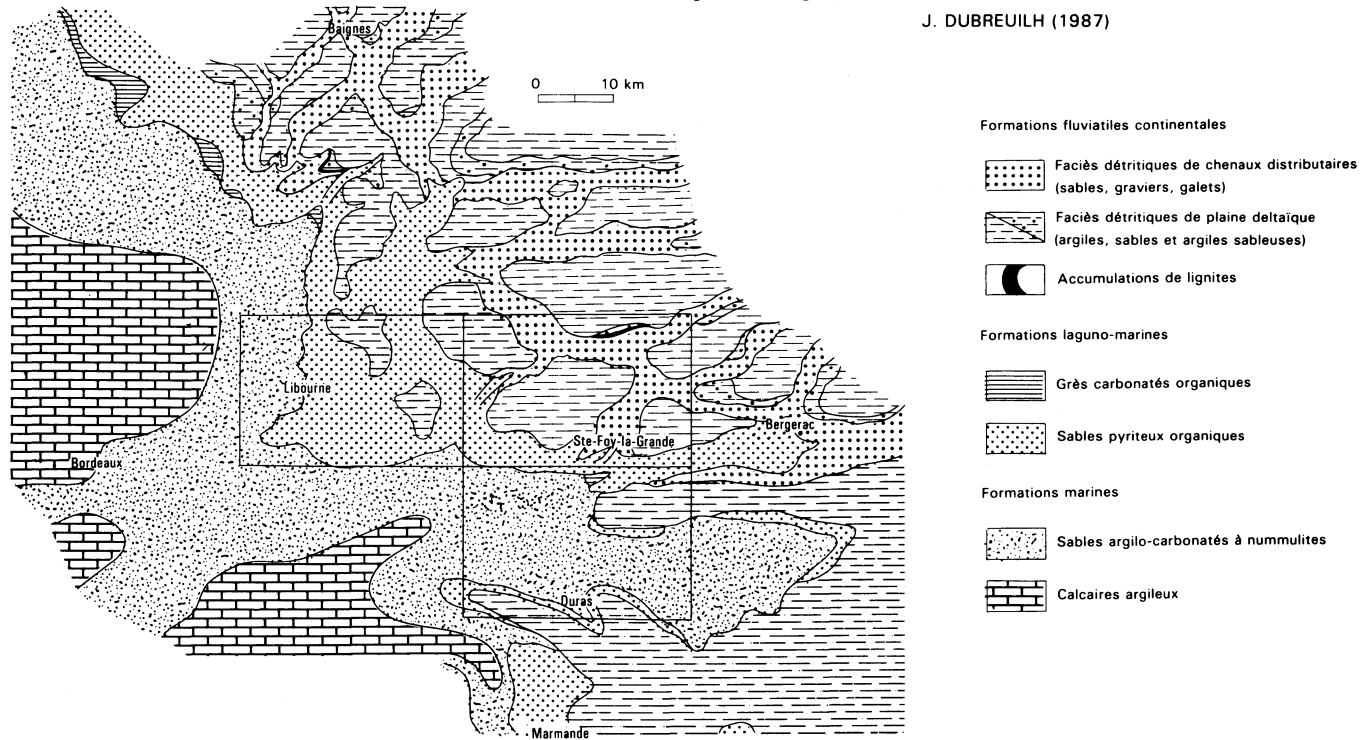 J. DUBREUILH (1987)
Baignes
0 10 km
Libourne
Ste-Foy-la-Grande
Bergerac
Bordeaux
T
Duras
Marmande
Formations fluviatiles continentales
Faciès détritiques de chenaux distributaires
(sables, graviers, galets)
Faciès détritiques de plaine deltaïque
(argiles, sables et argiles sableuses)
Accumulations de lignites
Formations laguno-marines
Grès carbonatés organiques
Sables pyriteux organiques
Formations marines
Sables argilo-carbonatés à nummulites
Calcaires argileux